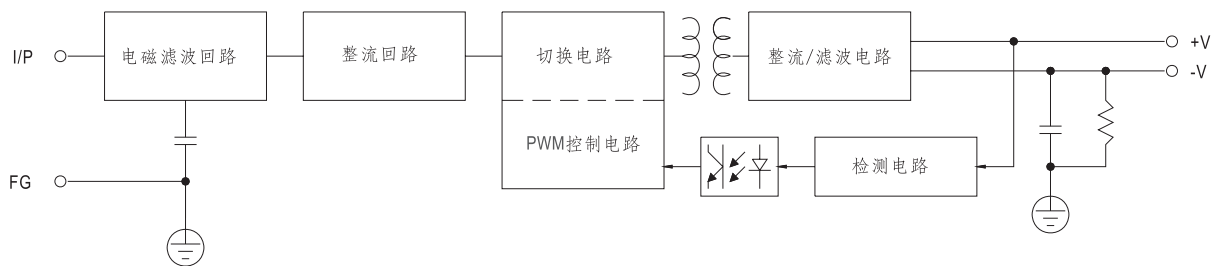 I/P
电磁滤波回路
整流回路
切换电路
整流/滤波电路
+V
-V
PWM控制电路
检测电路
FG